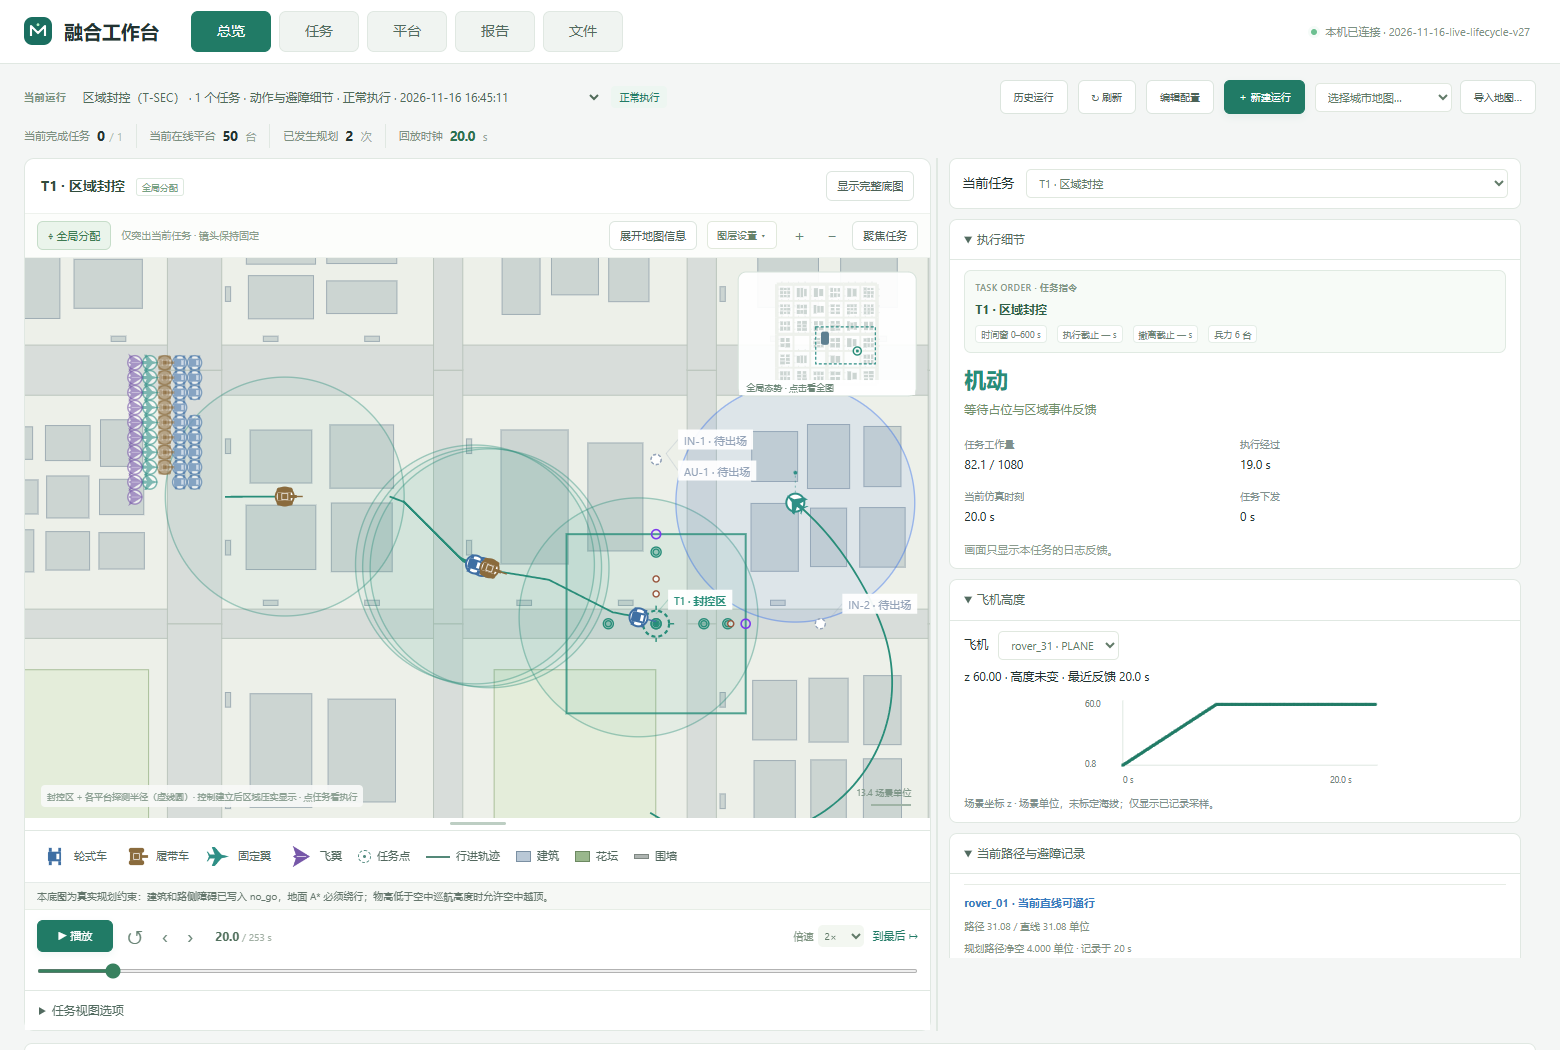 融合工作台
总览
任务
平台
报告
文件
本机已连接 · 2026-11-16-live-lifecycle-v27
当前运行
区域封控（T-SEC） · 1 个任务 · 动作与避障细节 · 正常执行 · 2026-11-16 16:45:11
正常执行
历史运行
↻ 刷新
编辑配置
+ 新建运行
选择城市地图...
导入地图...
当前完成任务 0 / 1
当前在线平台 50 台
已发生规划 2 次
回放时钟 20.0 s
T1 · 区域封控
全局分配
显示完整底图
⌖ 全局分配
仅突出当前任务 · 镜头保持固定
展开地图信息
图层设置
+
−
聚焦任务
全局态势 · 点击看全图
IN-1 · 待出场
AU-1 · 待出场
T1 · 封控区
IN-2 · 待出场
13.4 场景单位
封控区 + 各平台探测半径（虚线圆）· 控制建立后区域压实显示 · 点任务看执行
轮式车
履带车
固定翼
飞翼
任务点
行进轨迹
建筑
花坛
围墙
本底图为真实规划约束：建筑和路侧障碍已写入 no_go，地面 A* 必须绕行；物高低于空中巡航高度时允许空中越顶。
▶ 播放
↺
‹
›
20.0 / 253 s
倍速
2×
到最后 ↦
▶ 任务视图选项
当前任务
T1 · 区域封控
▼ 执行细节
TASK ORDER · 任务指令
T1 · 区域封控
时间窗 0–600 s
执行截止 — s
撤离截止 — s
兵力 6 台
机动
等待占位与区域事件反馈
任务工作量
82.1 / 1080
执行经过
19.0 s
当前仿真时刻
20.0 s
任务下发
0 s
画面只显示本任务的日志反馈。
▼ 飞机高度
飞机
rover_31 · PLANE
z 60.00 · 高度未变 · 最近反馈 20.0 s
60.0
0.8
0 s
20.0 s
场景坐标 z · 场景单位，未标定海拔；仅显示已记录采样。
▼ 当前路径与避障记录
rover_01 · 当前直线可通行
路径 31.08 / 直线 31.08 单位
规划路径净空 4.000 单位 · 记录于 20 s